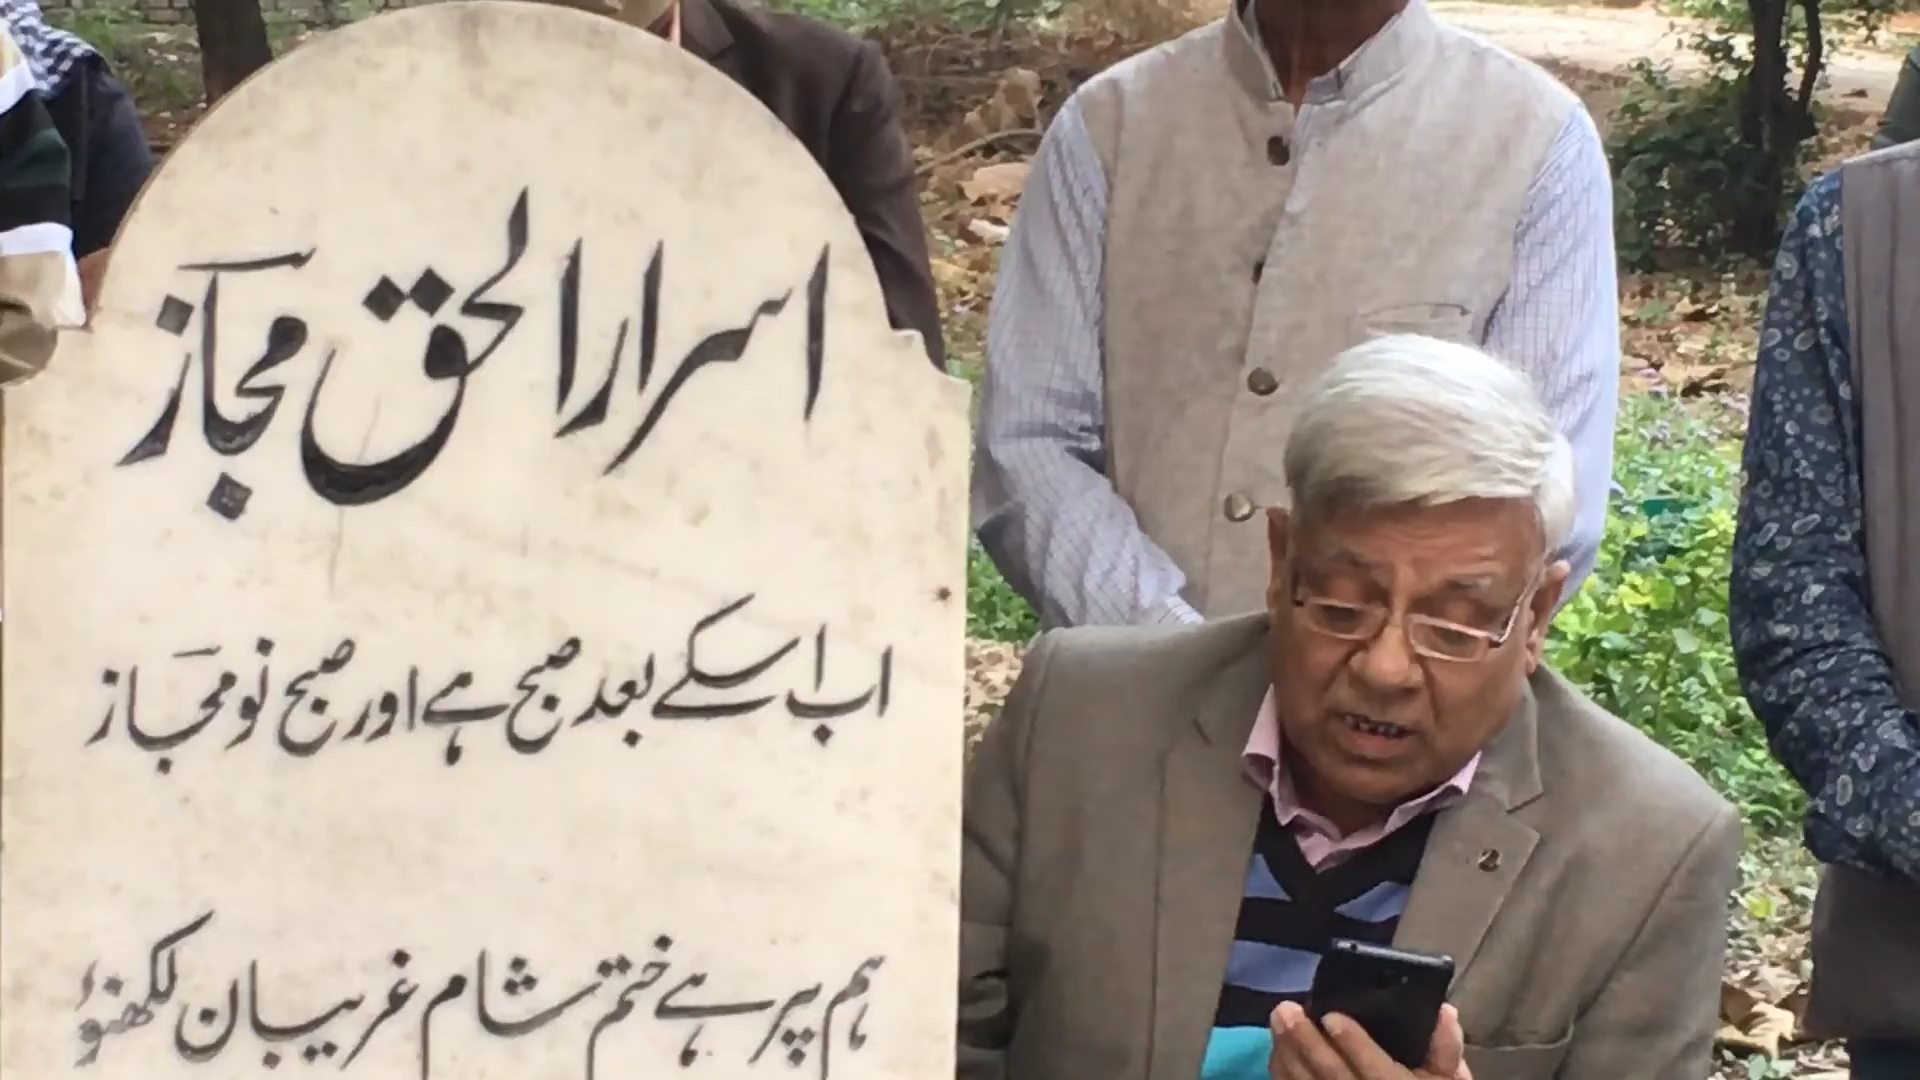 اسرارالحق مجاز
اب اسکے بعد صبح ہے اور صبح نو مجاز
ہم پر ہے ختم شام غریبان لکھنؤ